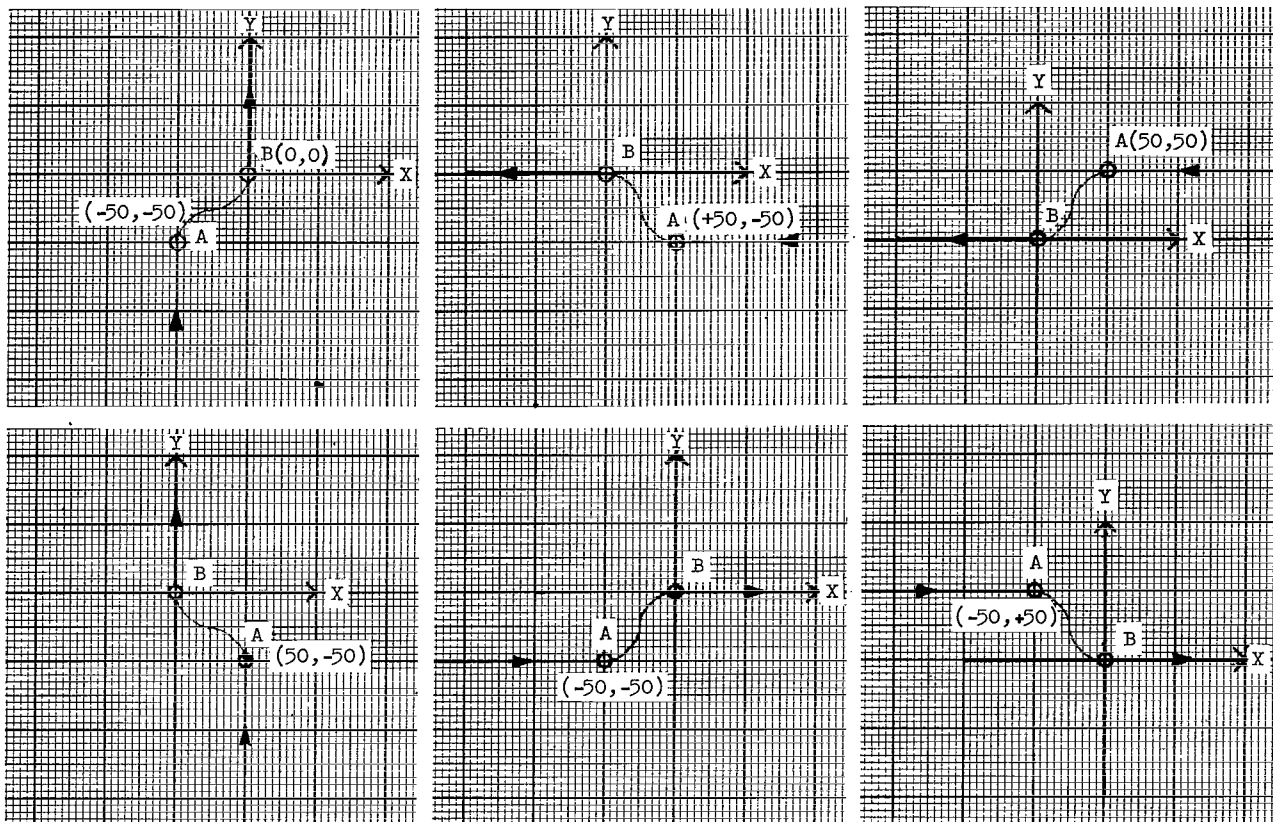 Y
B(0,0)
X
(-50,-50)
A
Y
B
X
A (+50,-50)
Y
A(50,50)
B
X
Y
B
X
A
(50,-50)
Y
B
X
A
(-50,-50)
Y
A
(-50,+50)
B
X